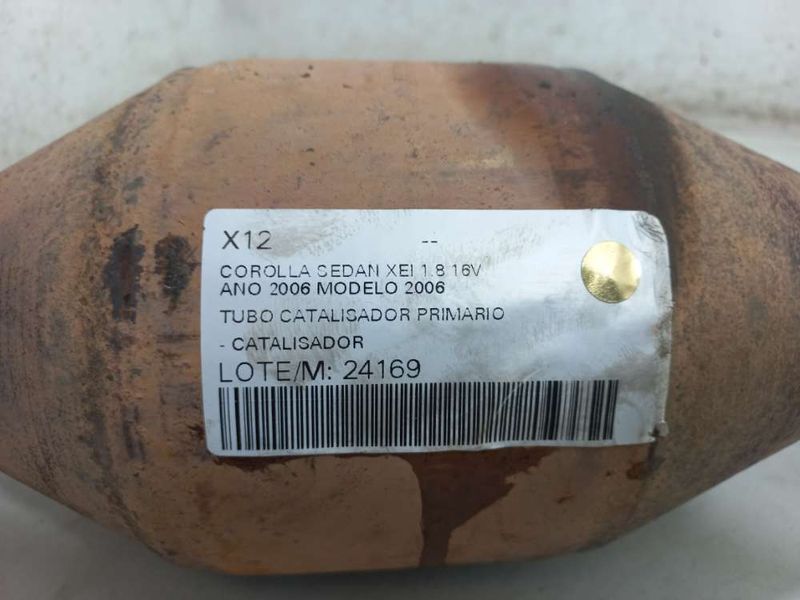 X12 --
COROLLA SEDAN XEI 1.8 16V
ANO 2006 MODELO 2006
TUBO CATALISADOR PRIMARIO
- CATALISADOR
LOTE/M: 24169